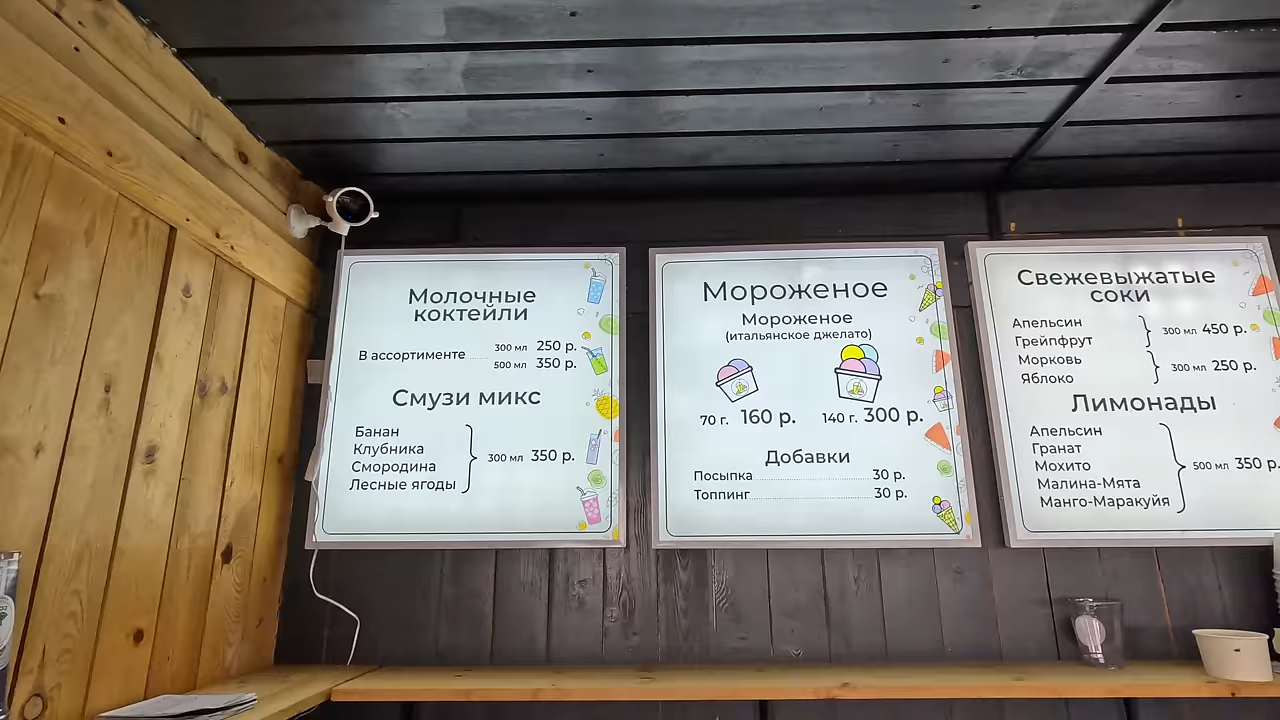 Молочные
коктейли
В ассортименте 300 мл 250 р.
500 мл 350 р.
Смузи микс
Банан
Клубника
Смородина
Лесные ягоды
300 мл 350 р.
Мороженое
Мороженое
(итальянское джелато)
70 г. 160 р. 140 г. 300 р.
Добавки
Посыпка 30 р.
Топпинг 30 р.
Свежевыжатые
соки
Апельсин
Грейпфрут
300 мл 450 р.
Морковь
Яблоко
300 мл 250 р.
Лимонады
Апельсин
Гранат
Мохито
Малина-Мята
Манго-Маракуйя
500 мл 350 р.